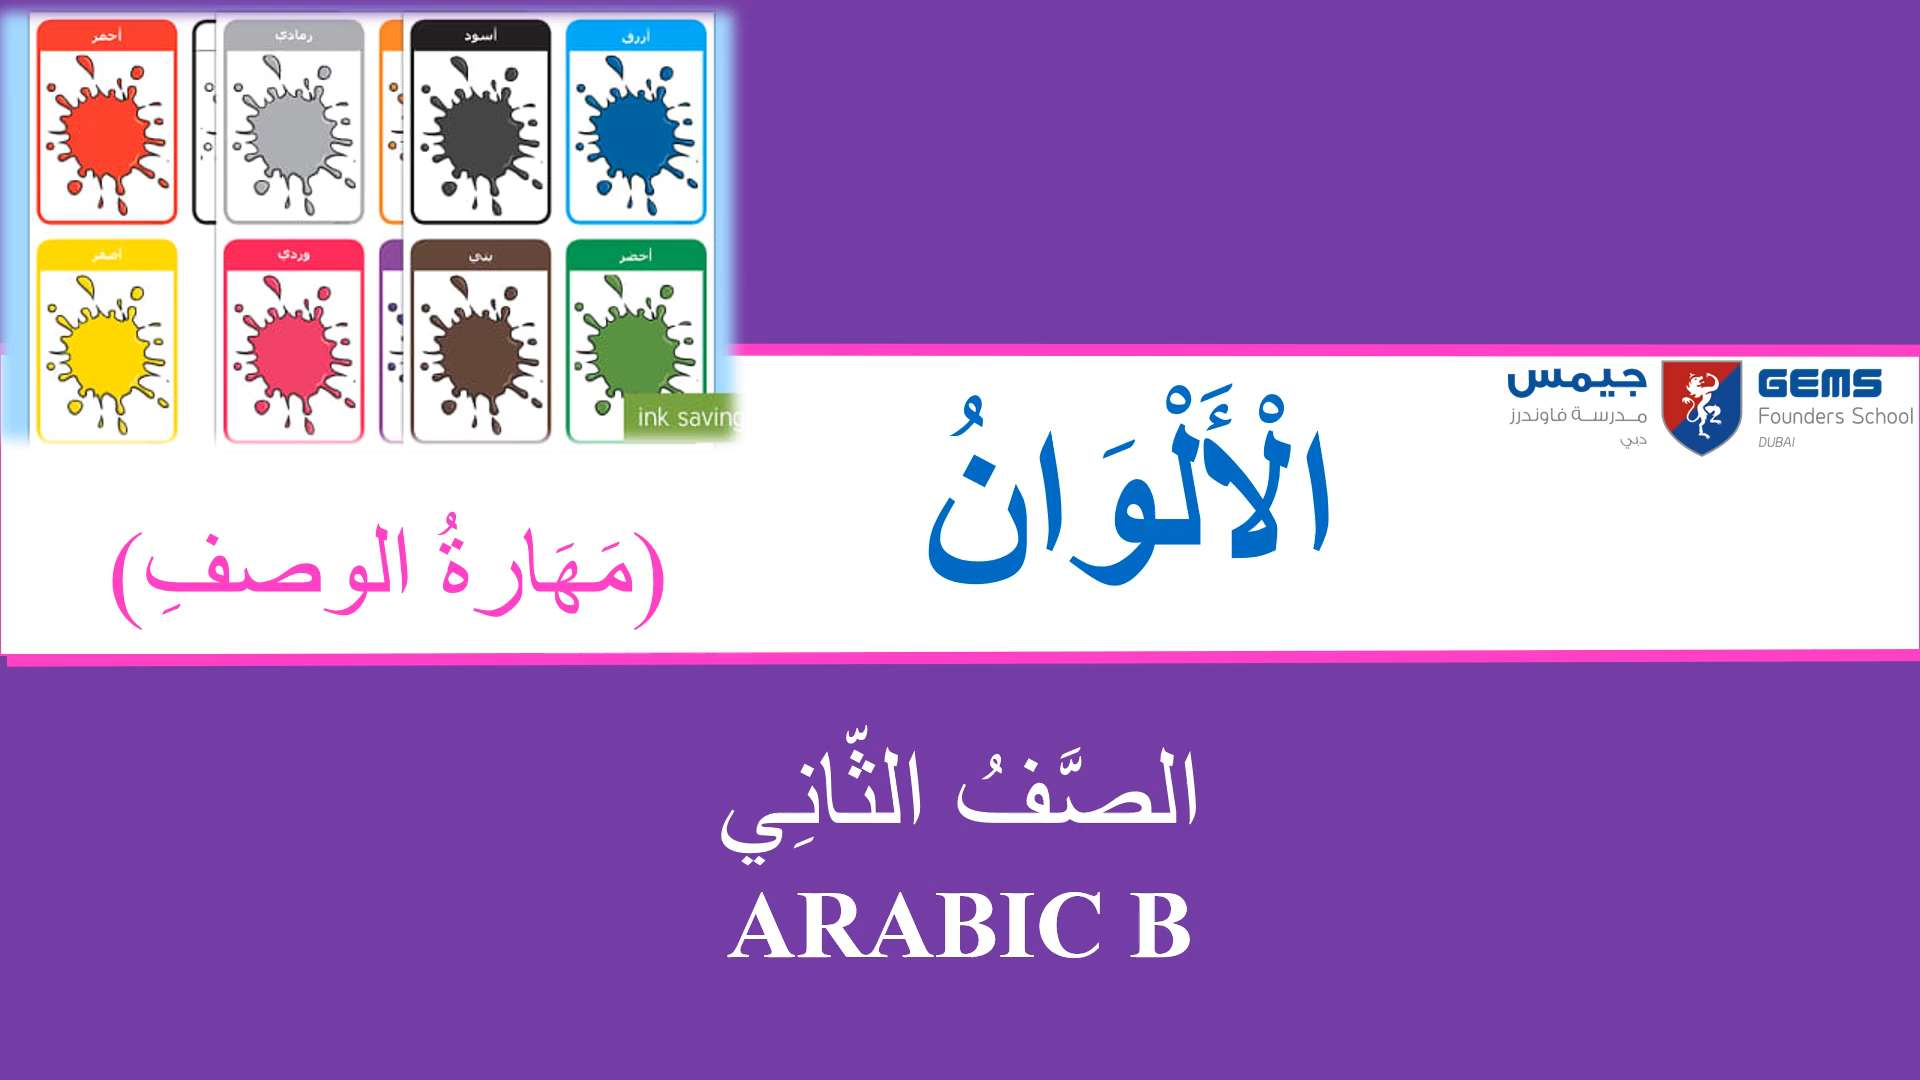 أحمر
رمادي
أسود
أزرق
أصفر
وردي
بني
أخضر
ink saving
جيمس
مدرسة فاوندرز
دبي
GEMS
Founders School
DUBAI
الْأَلْوَانُ
(مَهَارةُ الوصفِ)
الصَّفُ الثّانِي
ARABIC B